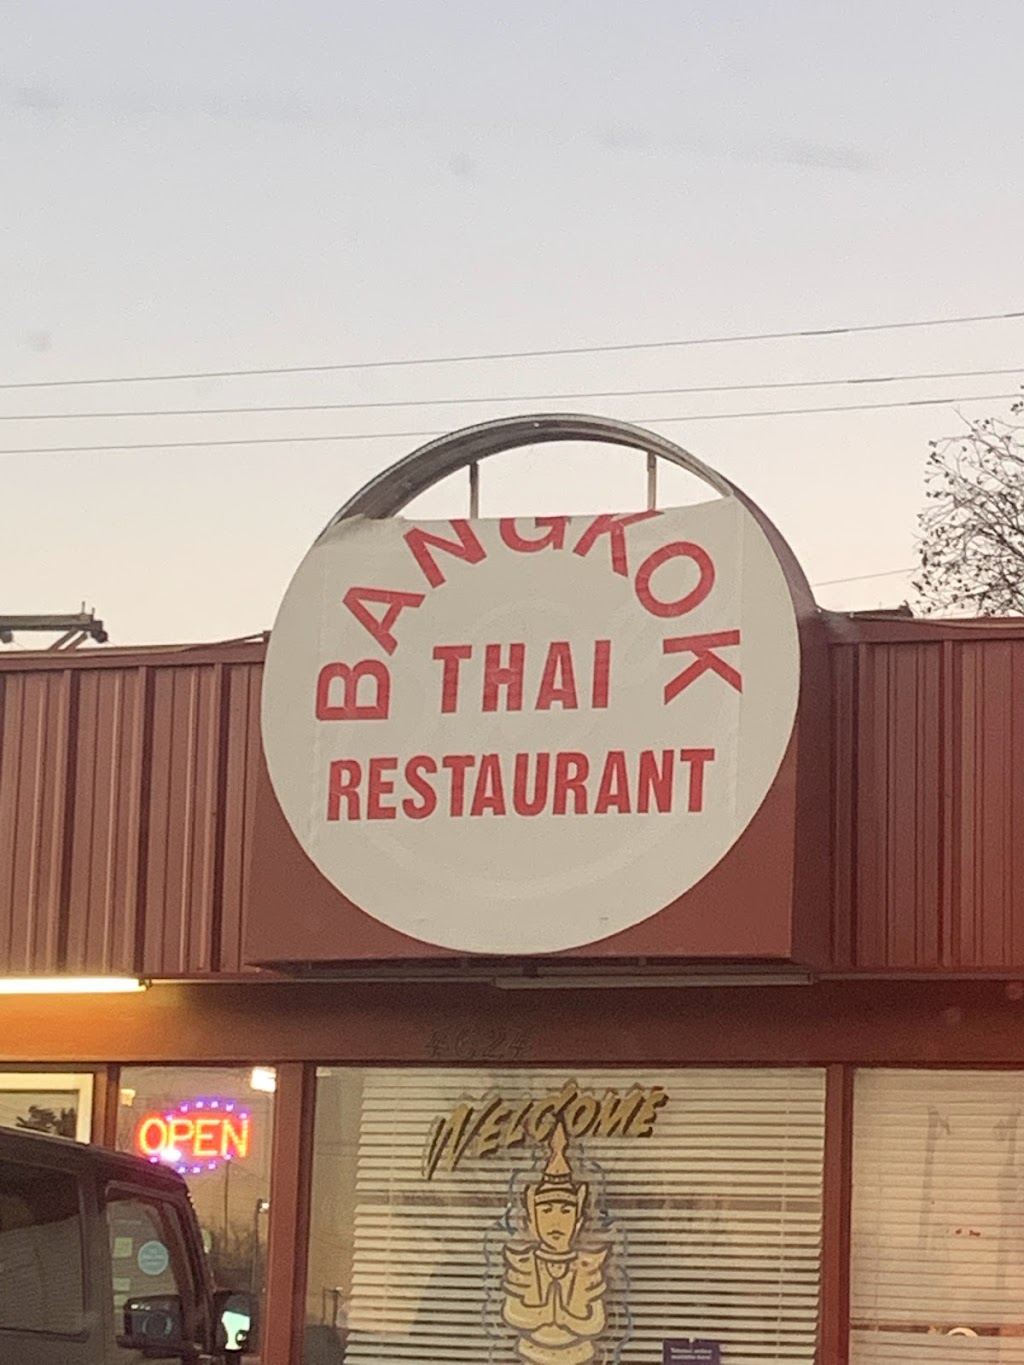 BANGKOK
THAI
RESTAURANT
4624
WELCOME
OPEN